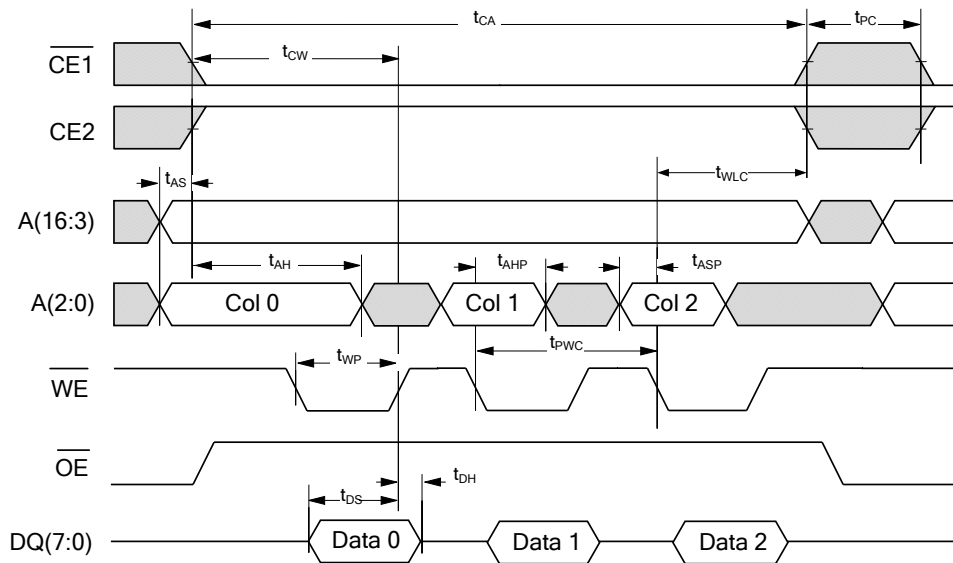 tCA
tPC
tCW
CE1
CE2
tAS
tWLC
A(16:3)
tAH
tAHP
tASP
A(2:0)
Col 0
Col 1
Col 2
tWP
tPWC
WE
OE
tDS
tDH
DQ(7:0)
Data 0
Data 1
Data 2